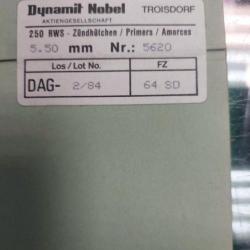 Dynamit Nobel TROISDORF
AKTIENGESELLSCHAFT
250 RWS - Zündhütchen / Primers / Amorces
5.50 mm Nr.: 5620
Los / Lot No. FZ
DAG- 2/84 64 SD